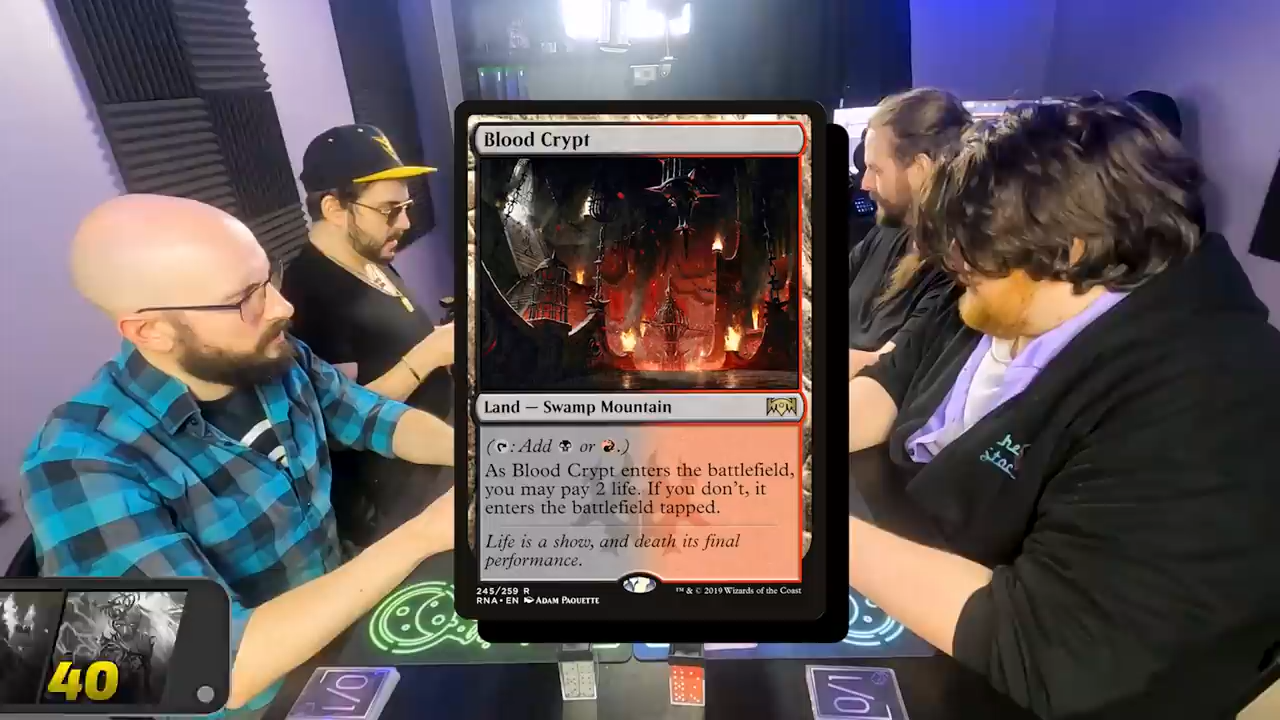 Blood Crypt
Land — Swamp Mountain
(: Add or .)
As Blood Crypt enters the battlefield,
you may pay 2 life. If you don't, it
enters the battlefield tapped.
Life is a show, and death its final
performance.
245/259 R
RNA • EN Adam Paquette
™ & © 2019 Wizards of the Coast
40